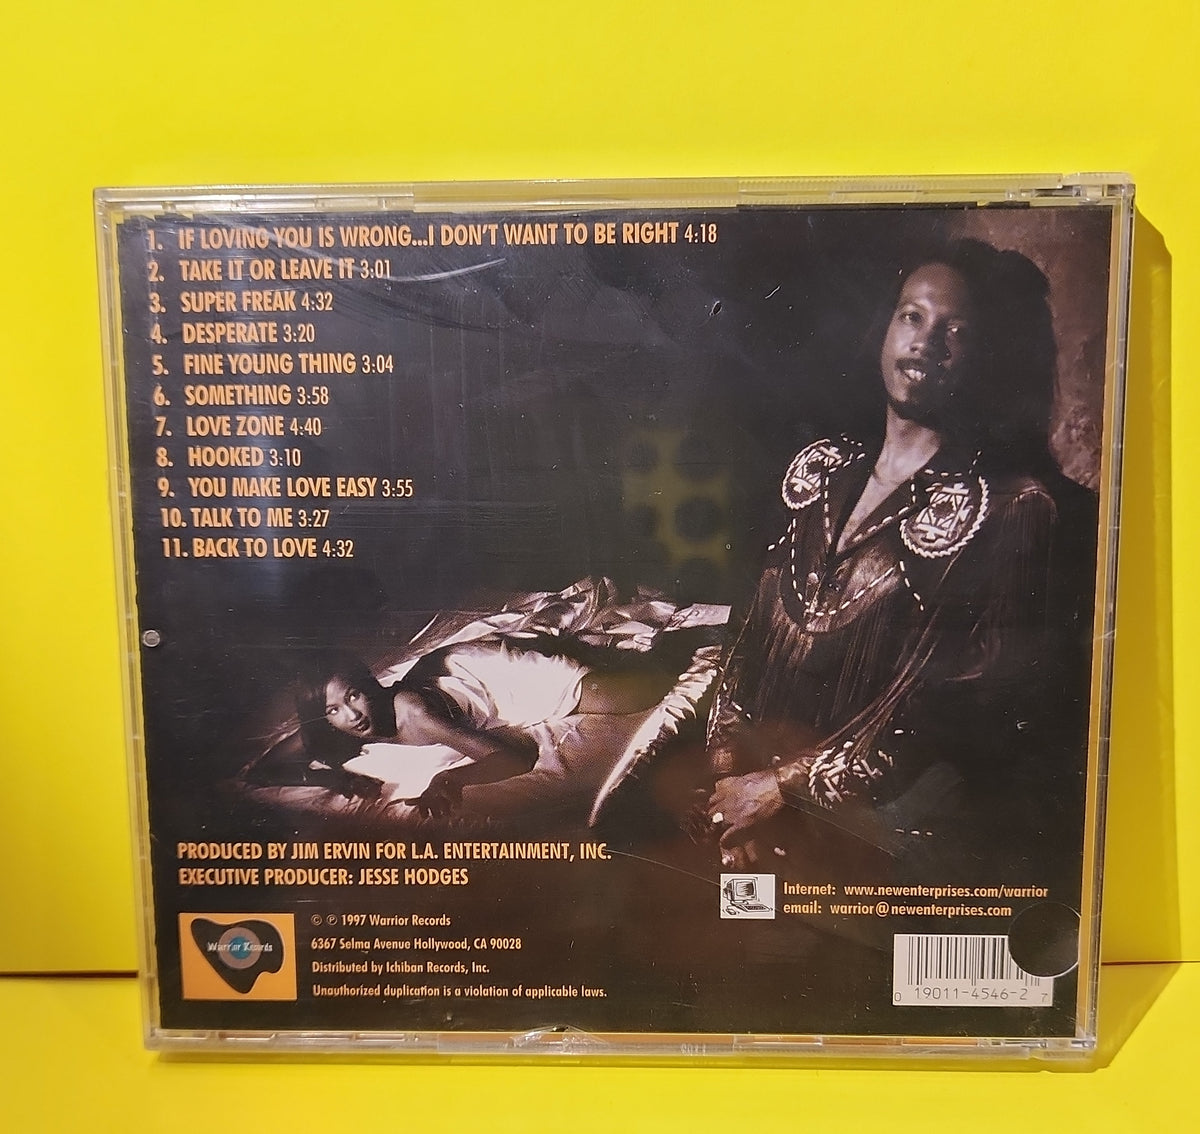 1. IF LOVING YOU IS WRONG...I DON'T WANT TO BE RIGHT 4:18
2. TAKE IT OR LEAVE IT 3:01
3. SUPER FREAK 4:32
4. DESPERATE 3:20
5. FINE YOUNG THING 3:04
6. SOMETHING 3:58
7. LOVE ZONE 4:40
8. HOOKED 3:10
9. YOU MAKE LOVE EASY 3:55
10. TALK TO ME 3:27
11. BACK TO LOVE 4:32
PRODUCED BY JIM ERVIN FOR L.A. ENTERTAINMENT, INC.
EXECUTIVE PRODUCER: JESSE HODGES
Internet: www.newenterprises.com/warrior
email: warrior@newenterprises.com
Warrior Records
© ℗ 1997 Warrior Records
6367 Selma Avenue Hollywood, CA 90028
Distributed by Ichiban Records, Inc.
Unauthorized duplication is a violation of applicable laws.
0 19011-4546-2 7